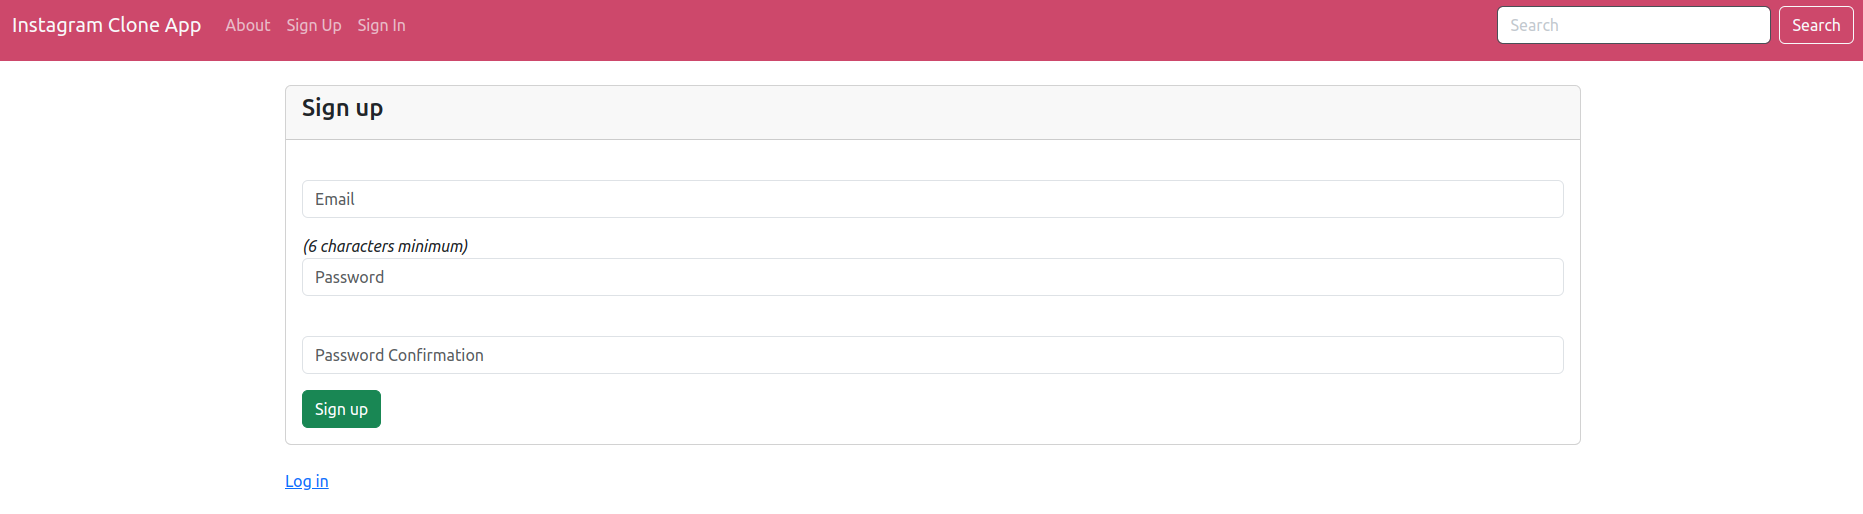 Instagram Clone App About Sign Up Sign In Search Search
Sign up
Email
(6 characters minimum)
Password
Password Confirmation
Sign up
Log in